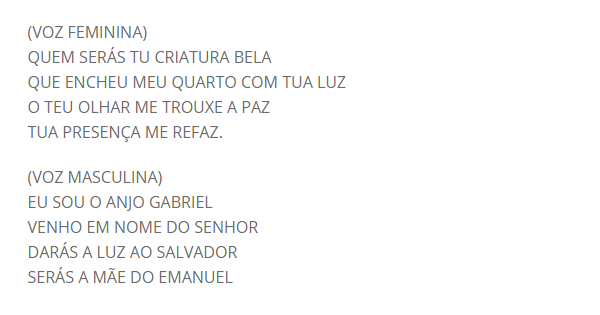 (VOZ FEMININA)
QUEM SERÁS TU CRIATURA BELA
QUE ENCHEU MEU QUARTO COM TUA LUZ
O TEU OLHAR ME TROUXE A PAZ
TUA PRESENÇA ME REFAZ.
(VOZ MASCULINA)
EU SOU O ANJO GABRIEL
VENHO EM NOME DO SENHOR
DARÁS A LUZ AO SALVADOR
SERÁS A MÃE DO EMANUEL